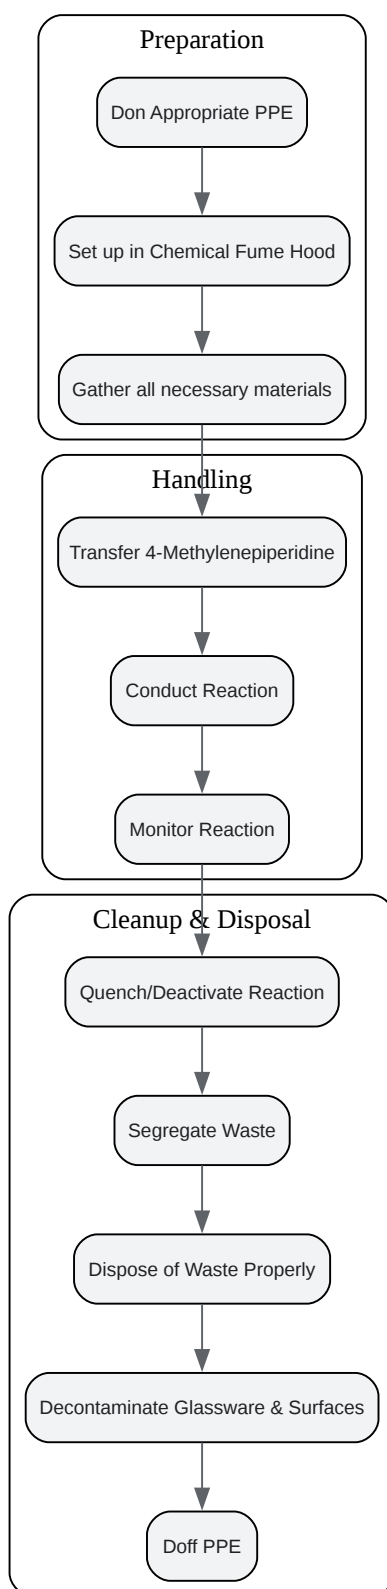 Preparation
Don Appropriate PPE
Set up in Chemical Fume Hood
Gather all necessary materials
Handling
Transfer 4-Methylenepiperidine
Conduct Reaction
Monitor Reaction
Cleanup & Disposal
Quench/Deactivate Reaction
Segregate Waste
Dispose of Waste Properly
Decontaminate Glassware & Surfaces
Doff PPE